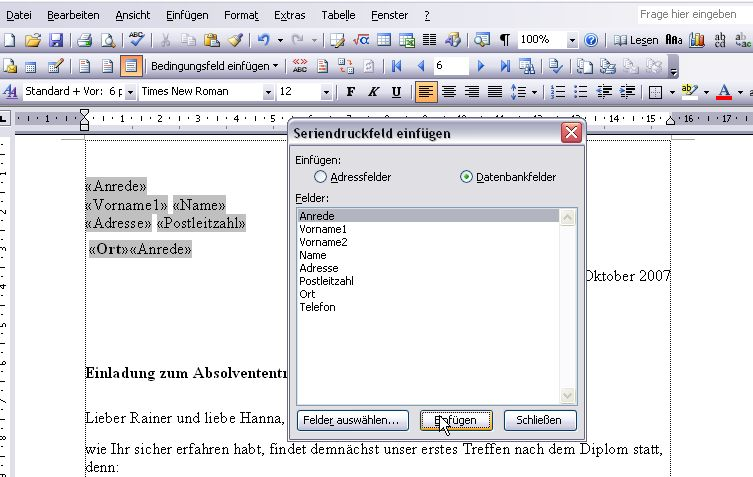 Datei Bearbeiten Ansicht Einfügen Format Extras Tabelle Fenster ? Frage hier eingeben
100% Lesen
Bedingungsfeld einfügen 6
Standard + Vor: 6 p Times New Roman 12 F K U
Seriendruckfeld einfügen
Einfügen:
Adressfelder Datenbankfelder
Felder:
Anrede
Vorname1
Vorname2
Name
Adresse
Postleitzahl
Ort
Telefon
Felder auswählen... Einfügen Schließen
«Anrede»
«Vorname1» «Name»
«Adresse» «Postleitzahl»
«Ort»«Anrede»
Oktober 2007
Einladung zum Absolvententr
Lieber Rainer und liebe Hanna,
wie Ihr sicher erfahren habt, findet demnächst unser erstes Treffen nach dem Diplom statt,
denn: